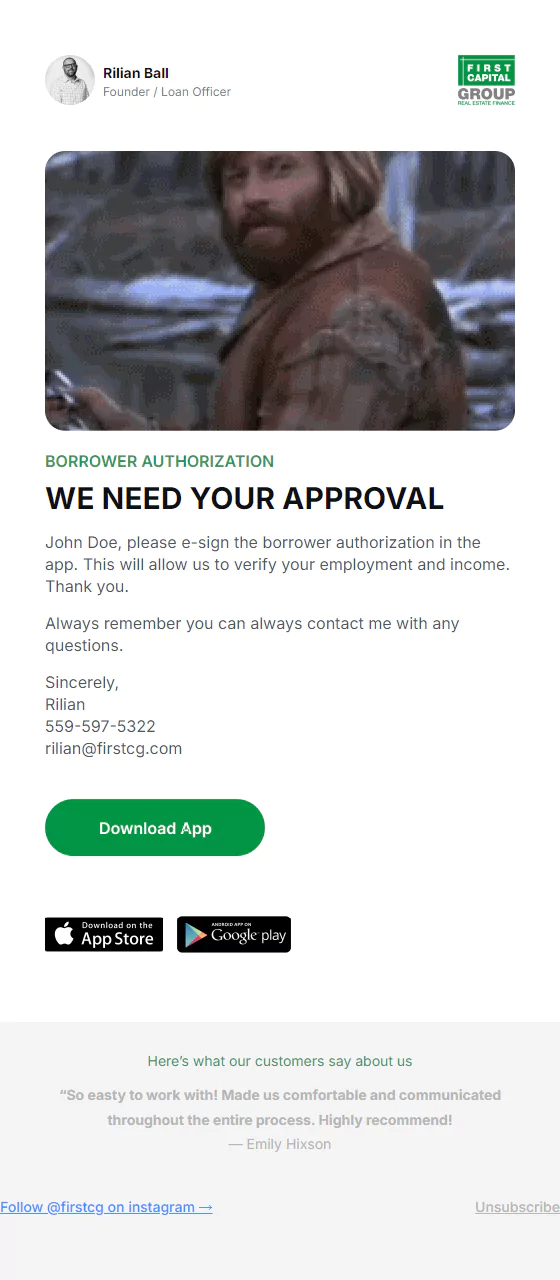 Rilian Ball
Founder / Loan Officer
FIRST
CAPITAL
GROUP
REAL ESTATE FINANCE
BORROWER AUTHORIZATION
WE NEED YOUR APPROVAL
John Doe, please e-sign the borrower authorization in the
app. This will allow us to verify your employment and income.
Thank you.
Always remember you can always contact me with any
questions.
Sincerely,
Rilian
559-597-5322
rilian@firstcg.com
Download App
Download on the
App Store
ANDROID APP ON
Google play
Here’s what our customers say about us
“So easty to work with! Made us comfortable and communicated
throughout the entire process. Highly recommend!
— Emily Hixson
Follow @firstcg on instagram →
Unsubscribe